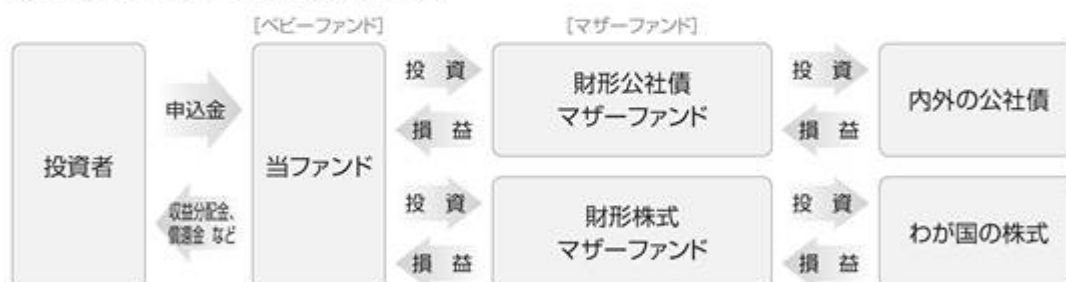 [ベビーファンド]
[マザーファンド]
投資者
申込金
収益分配金、
償還金 など
当ファンド
投 資
損 益
財形公社債
マザーファンド
投 資
損 益
内外の公社債
投 資
損 益
財形株式
マザーファンド
投 資
損 益
わが国の株式